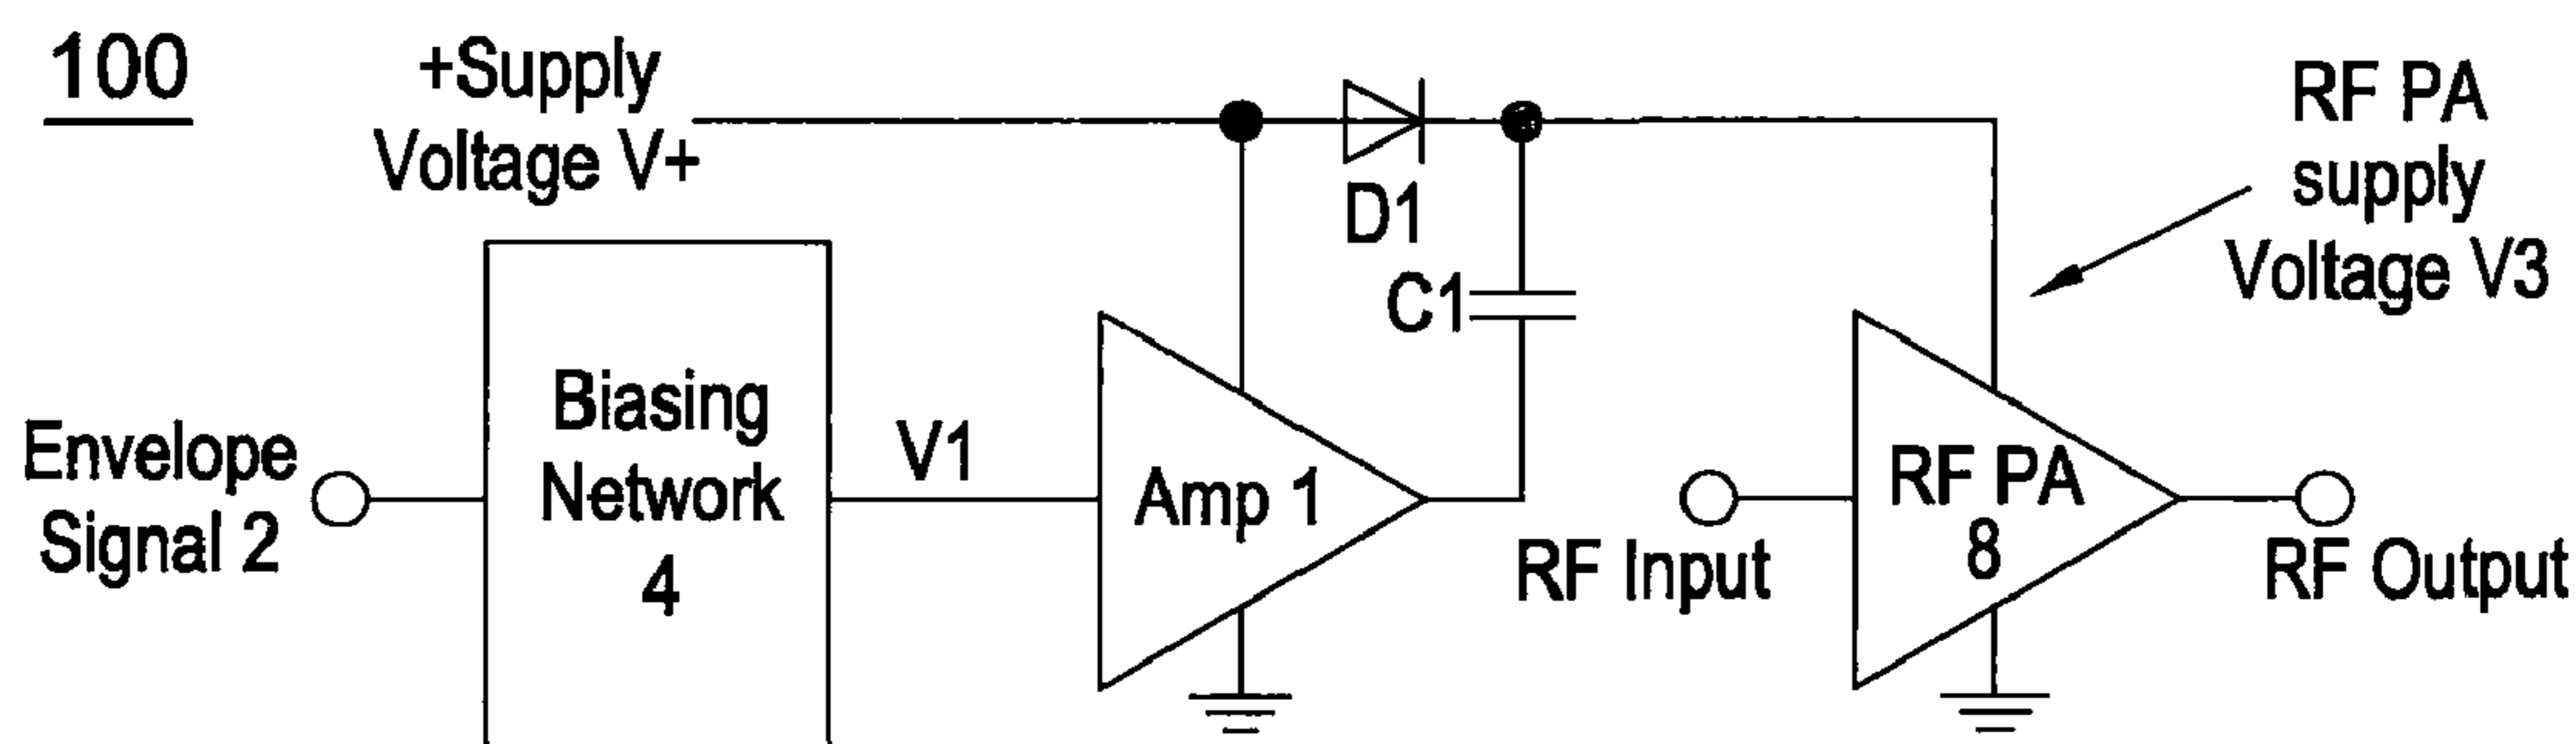 100
+Supply
Voltage V+
RF PA
supply
Voltage V3
D1
C1
Envelope
Signal 2
Biasing
Network
4
V1
Amp 1
RF Input
RF PA
8
RF Output